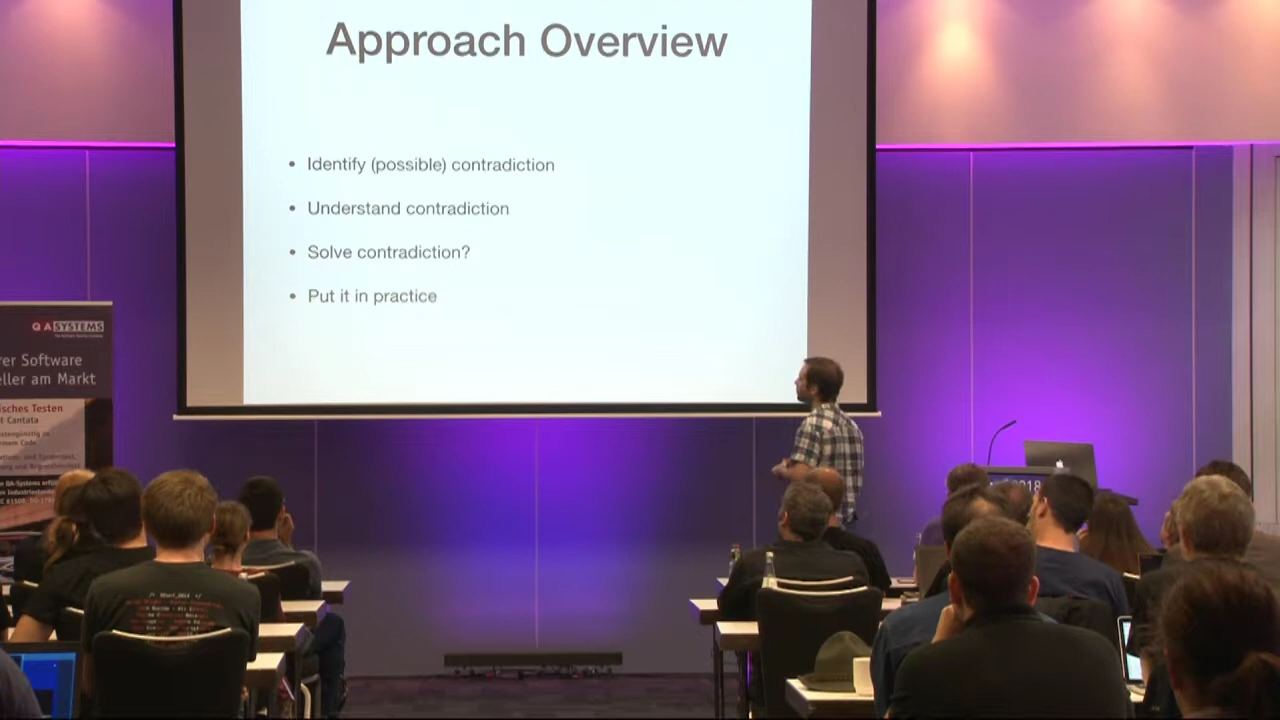 Approach Overview
• Identify (possible) contradiction
• Understand contradiction
• Solve contradiction?
• Put it in practice
QA SYSTEMS
rer Software
eller am Markt
isches Testen
t Cantata
2018